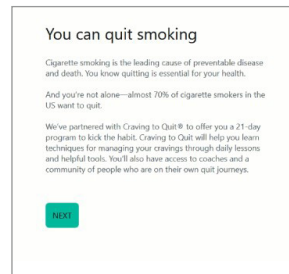 You can quit smoking
Cigarette smoking is the leading cause of preventable disease
and death. You know quitting is essential for your health.
And you're not alone—almost 70% of cigarette smokers in the
US want to quit.
We've partnered with Craving to Quit® to offer you a 21-day
program to kick the habit. Craving to Quit will help you learn
techniques for managing your cravings through daily lessons
and helpful tools. You'll also have access to coaches and a
community of people who are on their own quit journeys.
NEXT